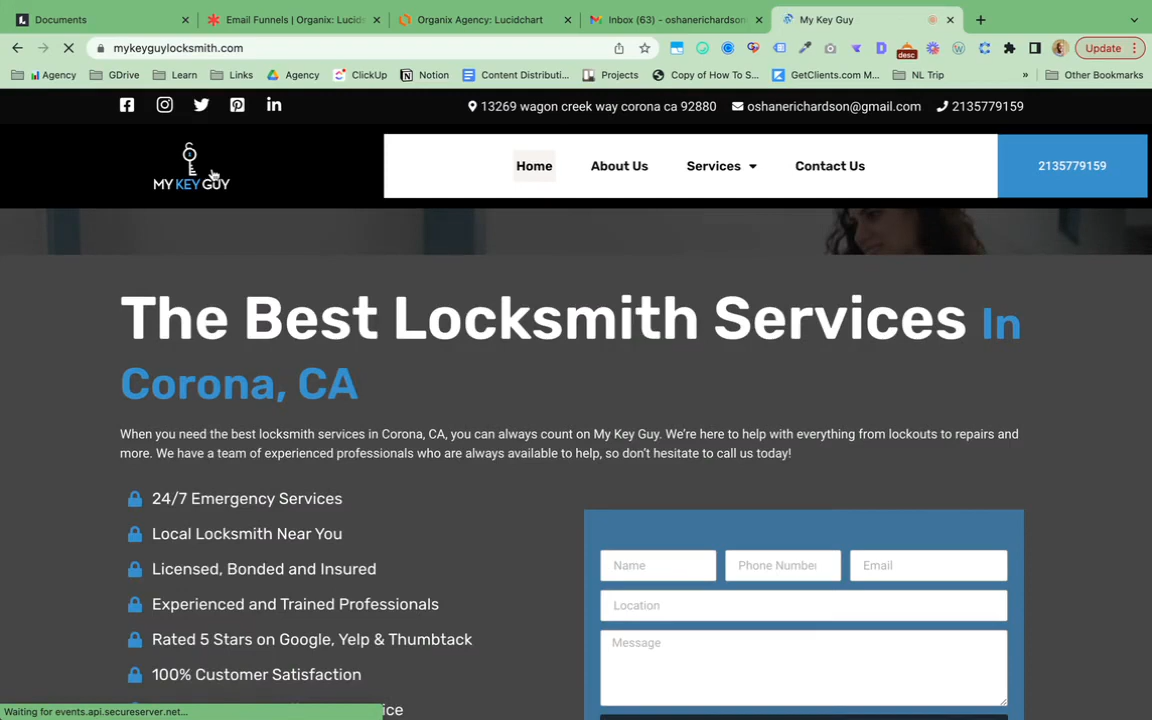 Documents
Email Funnels | Organix: Lucids
Organix Agency: Lucidchart
Inbox (63) - oshanerichardson
My Key Guy
mykeyguylocksmith.com
desc
Update
Agency
GDrive
Learn
Links
Agency
ClickUp
Notion
Content Distributi...
Projects
Copy of How To S...
GetClients.com M...
NL Trip
»
Other Bookmarks
13269 wagon creek way corona ca 92880
oshanerichardson@gmail.com
2135779159
MY KEY GUY
Home
About Us
Services
Contact Us
2135779159
The Best Locksmith Services In
Corona, CA
When you need the best locksmith services in Corona, CA, you can always count on My Key Guy. We're here to help with everything from lockouts to repairs and
more. We have a team of experienced professionals who are always available to help, so don't hesitate to call us today!
24/7 Emergency Services
Local Locksmith Near You
Licensed, Bonded and Insured
Experienced and Trained Professionals
Rated 5 Stars on Google, Yelp & Thumbtack
100% Customer Satisfaction
Name
Phone Number
Email
Location
Message
Waiting for events.api.secureserver.net...